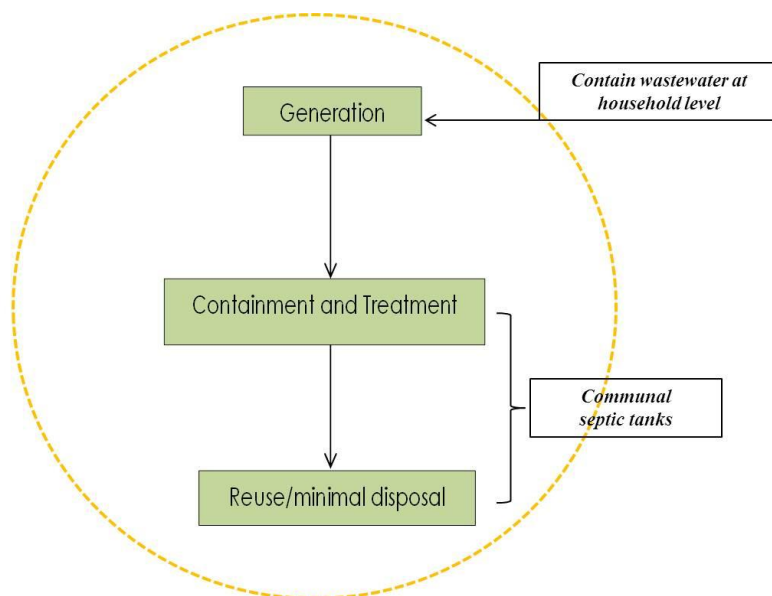 Contain wastewater at
household level
Generation
Containment and Treatment
Communal
septic tanks
Reuse/minimal disposal